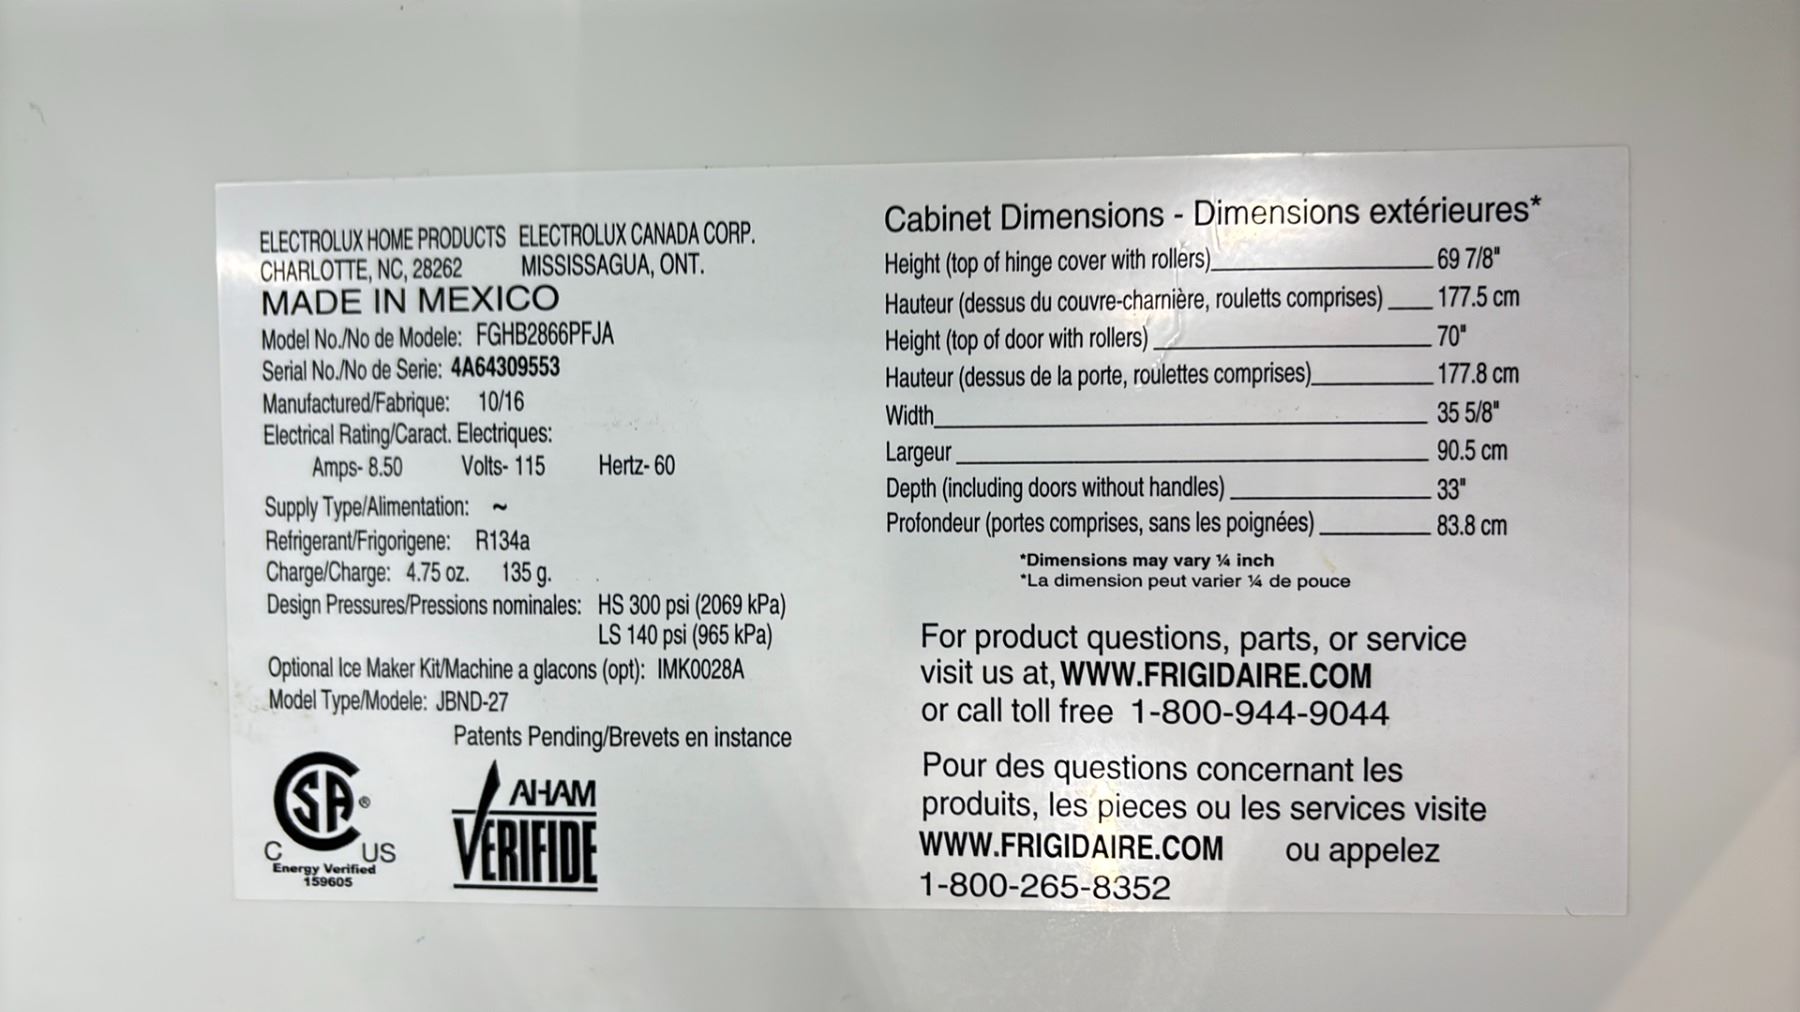 ELECTROLUX HOME PRODUCTS ELECTROLUX CANADA CORP.
CHARLOTTE, NC, 28262 MISSISSAGUA, ONT.
MADE IN MEXICO
Model No./No de Modele: FGHB2866PFJA
Serial No./No de Serie: 4A64309553
Manufactured/Fabrique: 10/16
Electrical Rating/Caract. Electriques:
Amps- 8.50 Volts- 115 Hertz- 60
Supply Type/Alimentation: ~
Refrigerant/Frigorigene: R134a
Charge/Charge: 4.75 oz. 135 g.
Design Pressures/Pressions nominales: HS 300 psi (2069 kPa)
LS 140 psi (965 kPa)
Optional Ice Maker Kit/Machine a glacons (opt): IMK0028A
Model Type/Modele: JBND-27
Patents Pending/Brevets en instance
SA®
C US
Energy Verified
159605
AHAM
VERIFIDE
Cabinet Dimensions - Dimensions extérieures*
Height (top of hinge cover with rollers) 69 7/8"
Hauteur (dessus du couvre-charnière, rouletts comprises) 177.5 cm
Height (top of door with rollers) 70"
Hauteur (dessus de la porte, roulettes comprises) 177.8 cm
Width 35 5/8"
Largeur 90.5 cm
Depth (including doors without handles) 33"
Profondeur (portes comprises, sans les poignées) 83.8 cm
*Dimensions may vary ¼ inch
*La dimension peut varier ¼ de pouce
For product questions, parts, or service
visit us at, WWW.FRIGIDAIRE.COM
or call toll free 1-800-944-9044
Pour des questions concernant les
produits, les pieces ou les services visite
WWW.FRIGIDAIRE.COM ou appelez
1-800-265-8352